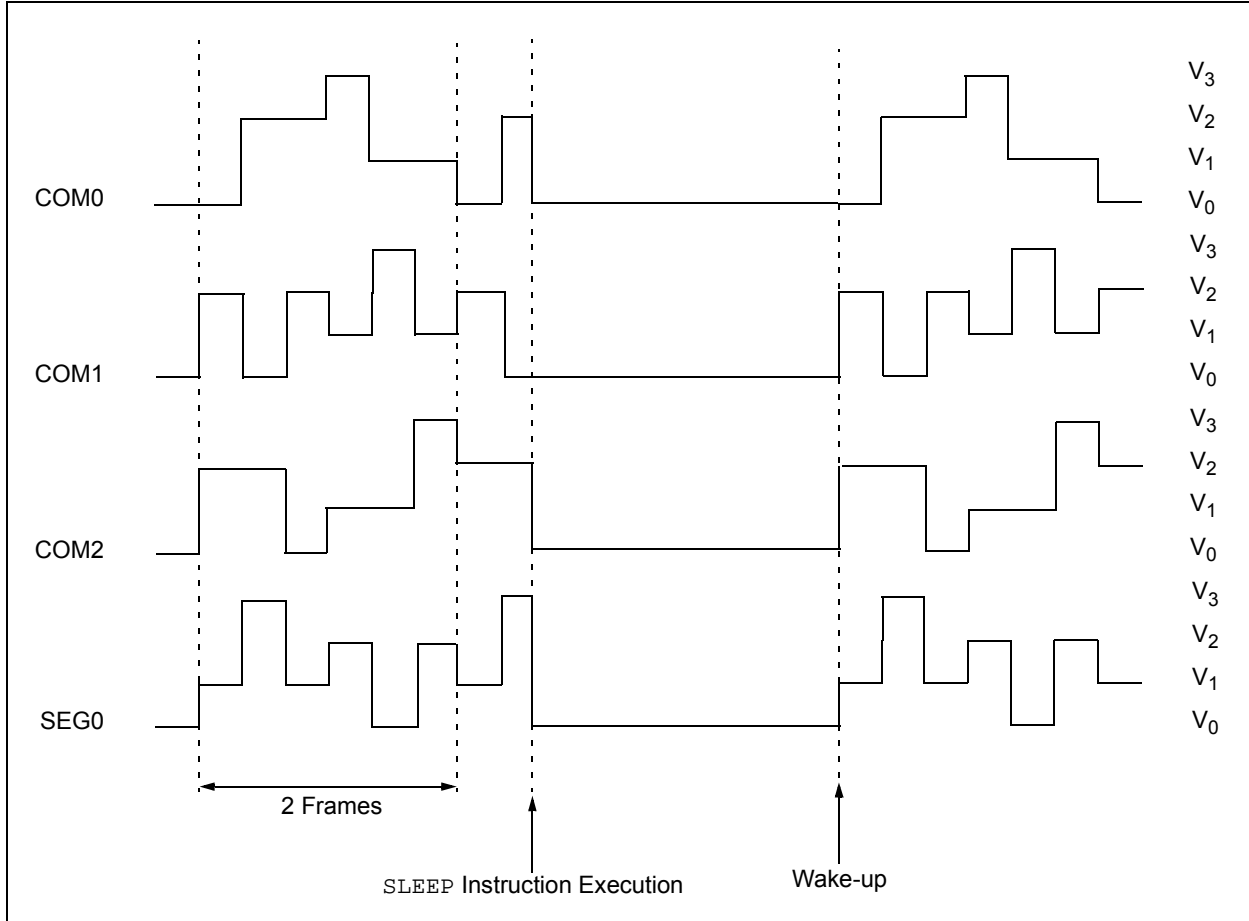 V3
V2
V1
COM0 V0
V3
V2
V1
COM1 V0
V3
V2
V1
COM2 V0
V3
V2
V1
SEG0 V0
2 Frames
SLEEP Instruction Execution
Wake-up